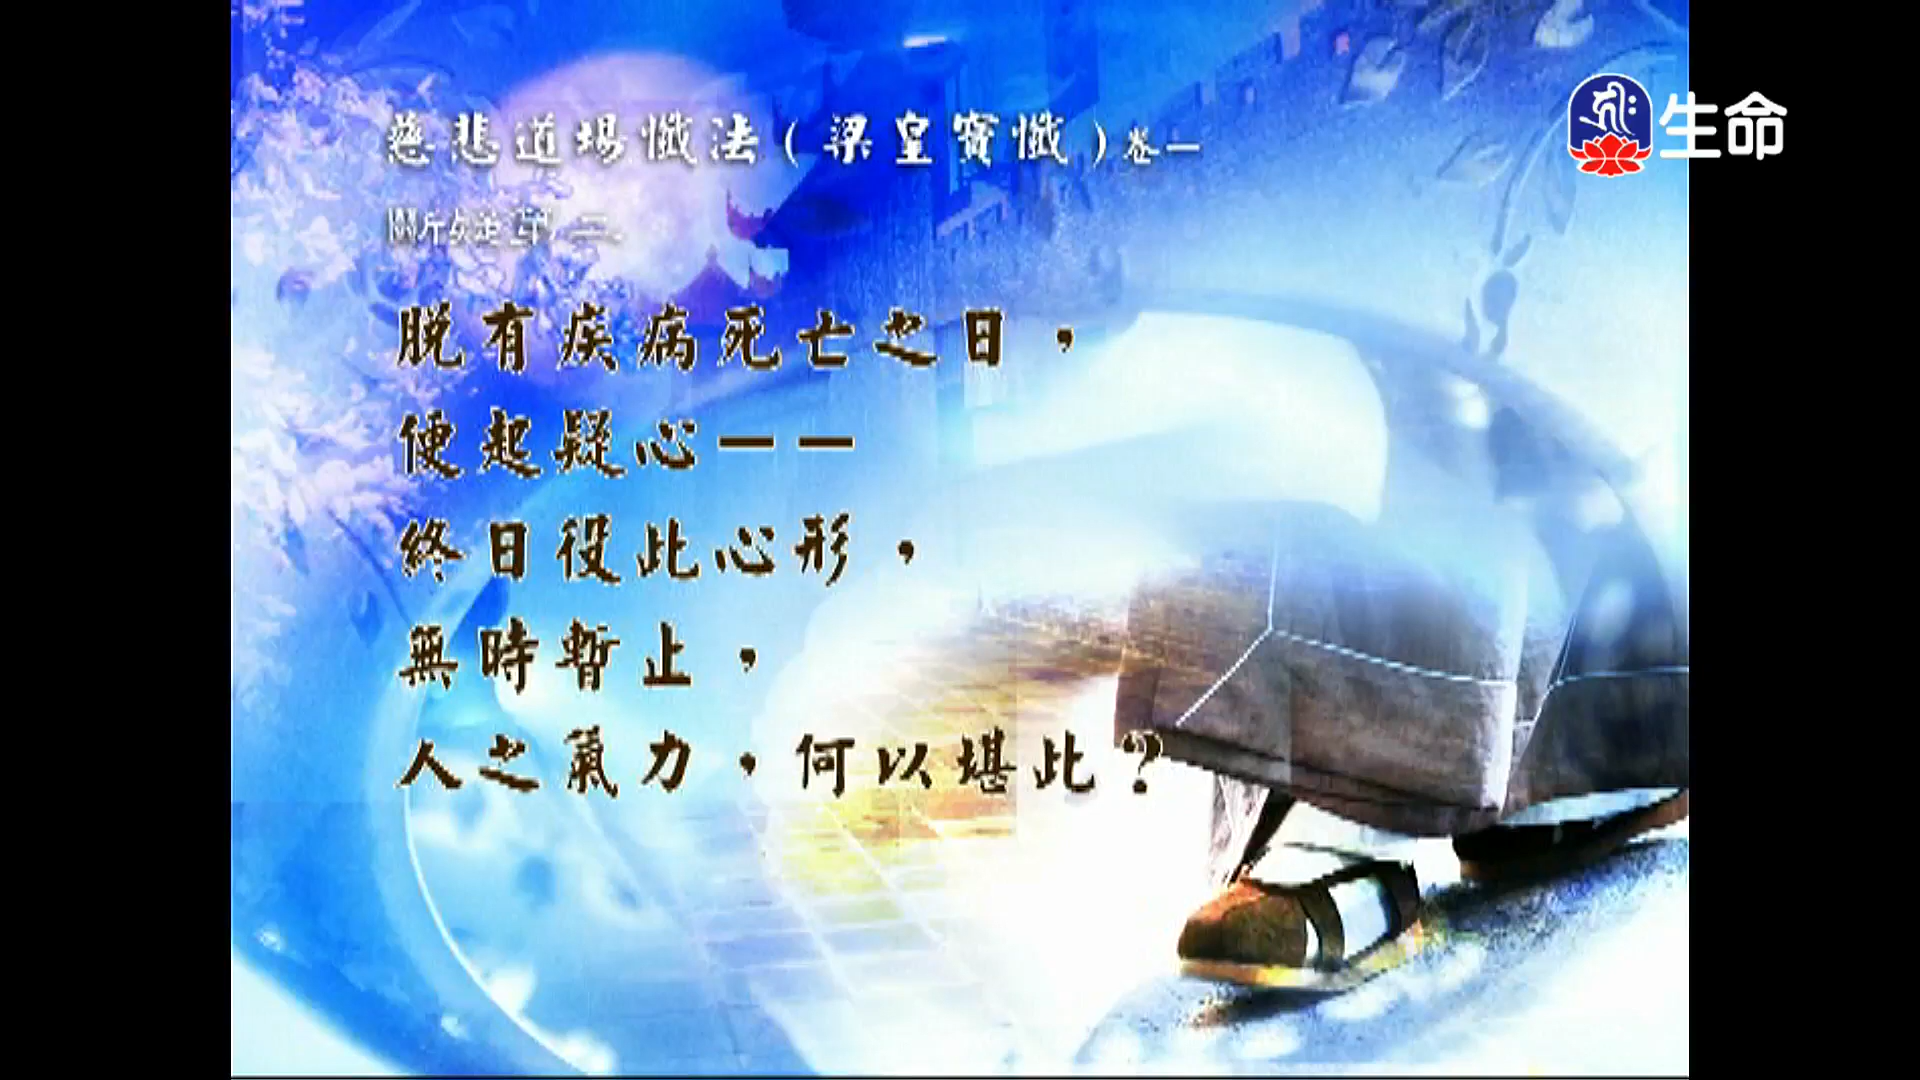 慈悲道場懺法(梁皇寶懺)卷一
生命
脫有疾病死亡之日，
便起疑心——
終日役此心形，
無時暫止，
人之氣力，何以堪此？